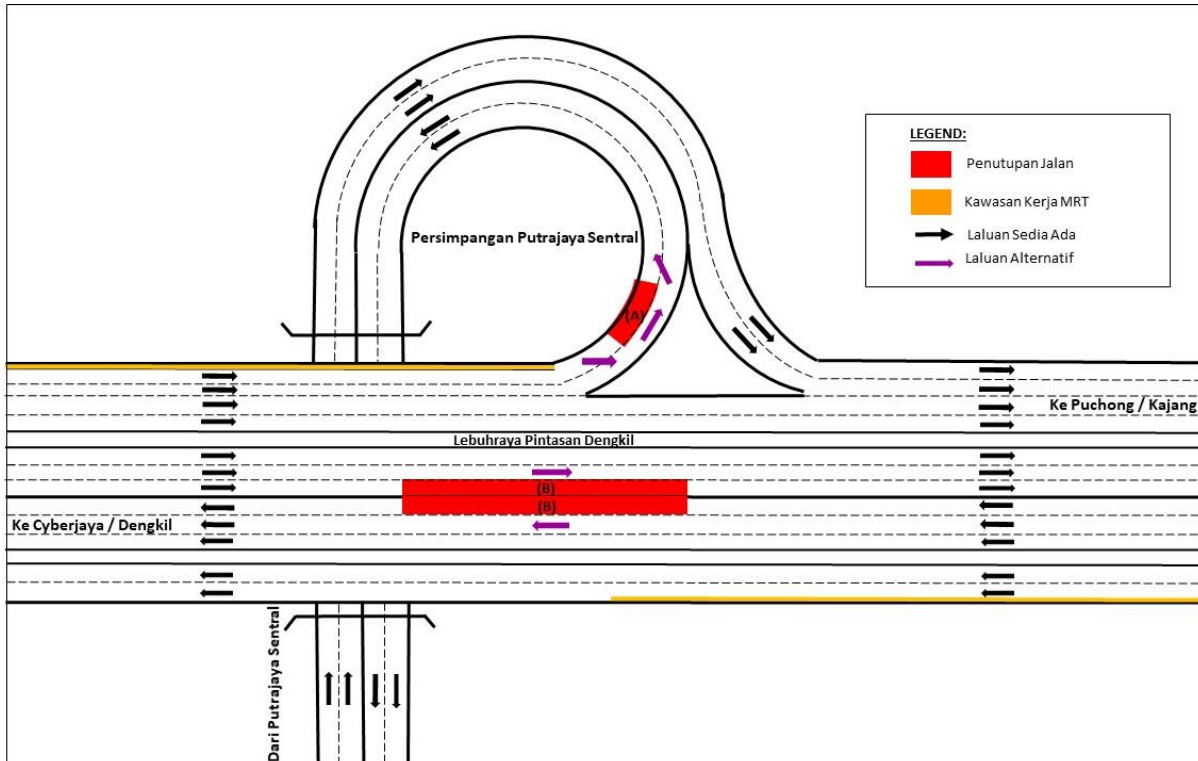 LEGEND:
Penutupan Jalan
Kawasan Kerja MRT
Laluan Sedia Ada
Laluan Alternatif
Persimpangan Putrajaya Sentral
(A)
Ke Puchong / Kajang
Lebuhraya Pintasan Dengkil
(B)
(B)
Ke Cyberjaya / Dengkil
Dari Putrajaya Sentral